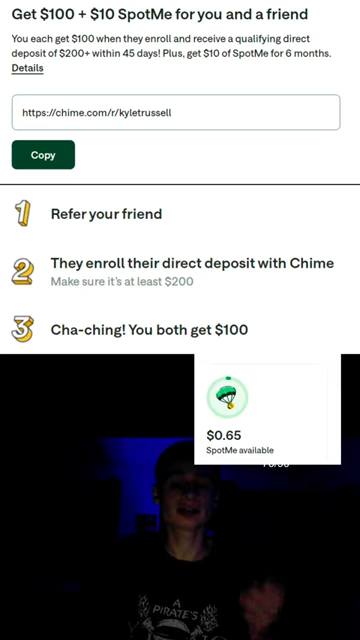 Get $100 + $10 SpotMe for you and a friend
You each get $100 when they enroll and receive a qualifying direct
deposit of $200+ within 45 days! Plus, get $10 of SpotMe for 6 months.
Details
https://chime.com/r/kyletrussell
Copy
1
Refer your friend
2
They enroll their direct deposit with Chime
Make sure it's at least $200
3
Cha-ching! You both get $100
$0.65
SpotMe available
A
PIRATE'S